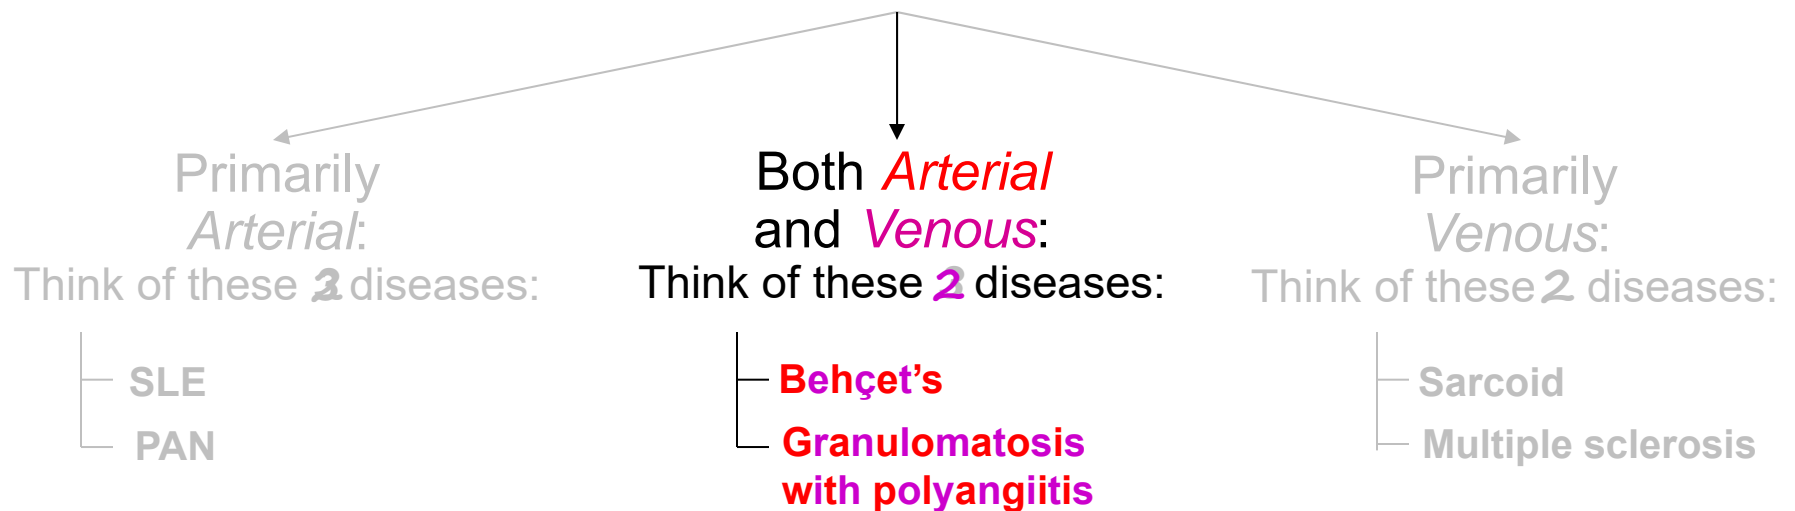 Primarily
Arterial:
Think of these 2 diseases:
SLE
PAN
Both Arterial
and Venous:
Think of these 2 diseases:
Behçet’s
Granulomatosis
with polyangiitis
Primarily
Venous:
Think of these 2 diseases:
Sarcoid
Multiple sclerosis